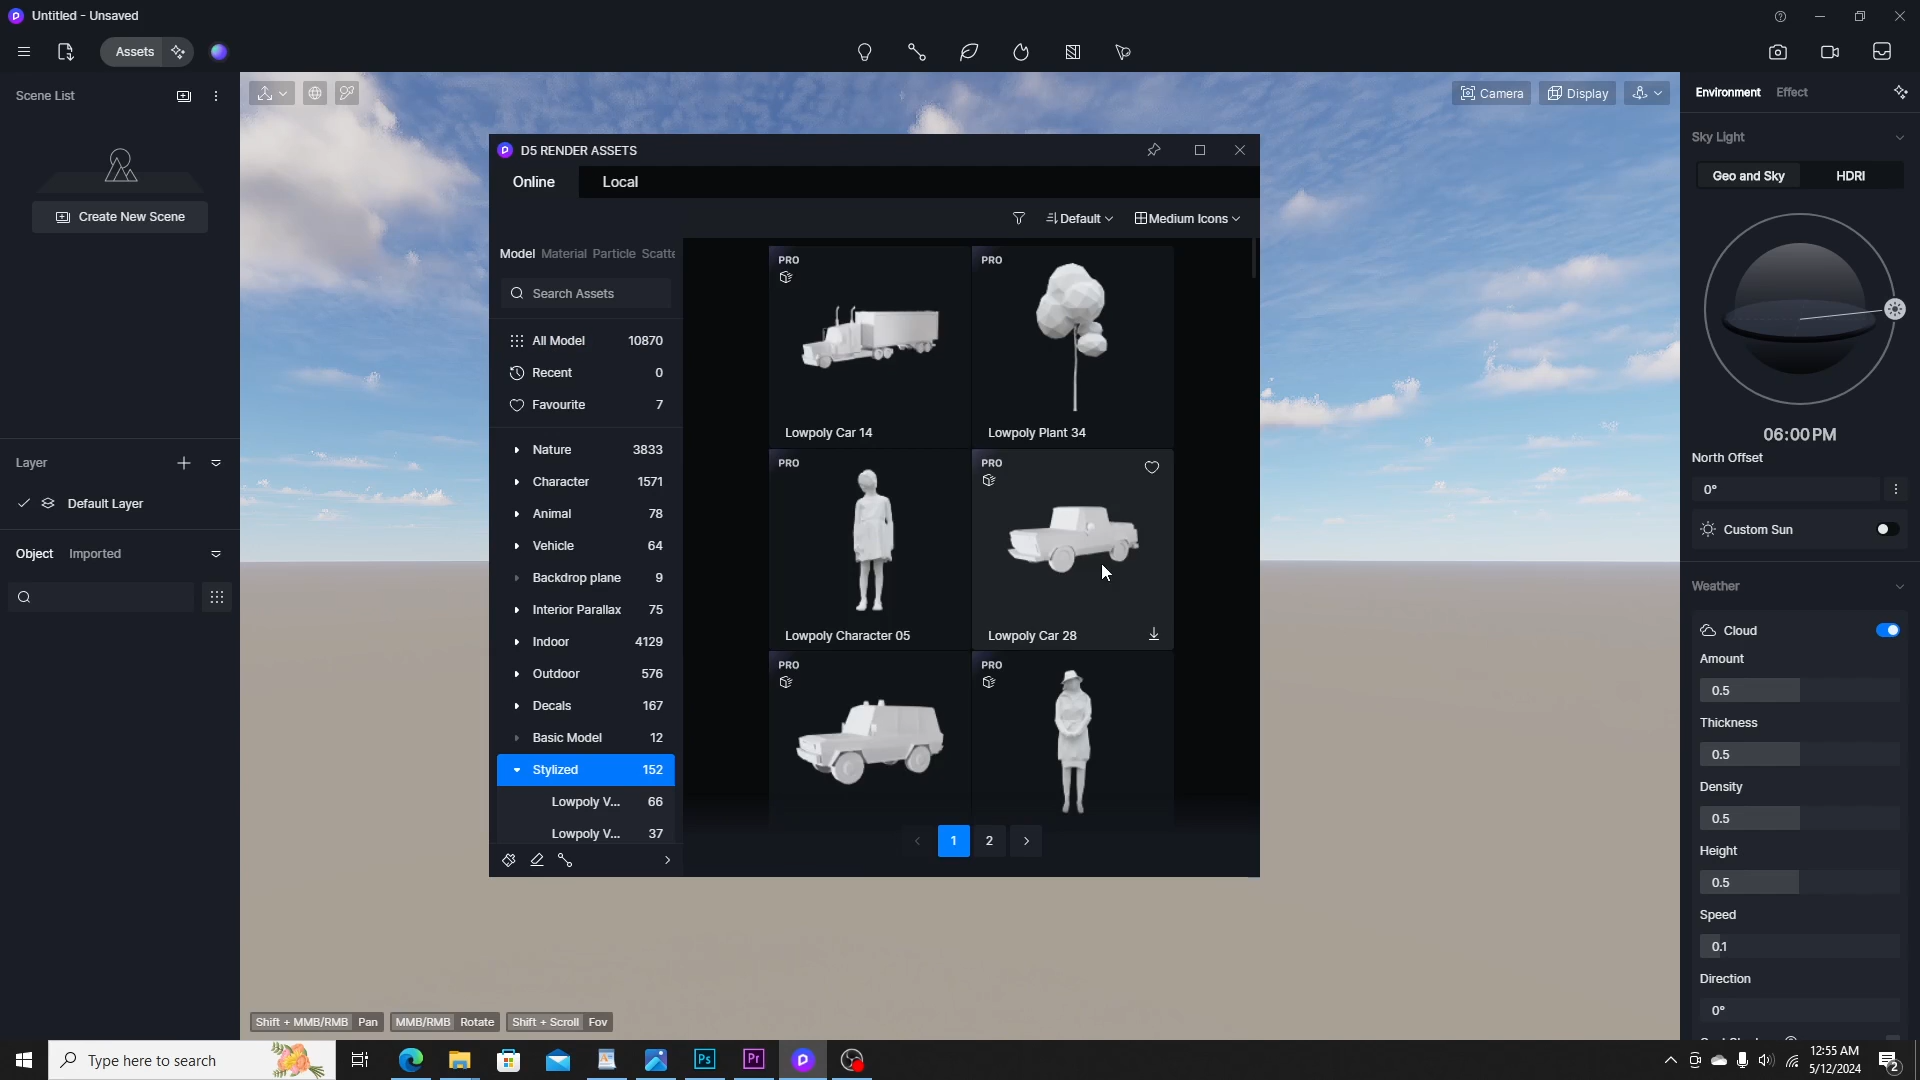 Untitled - Unsaved
Assets
Scene List
Create New Scene
Layer
Default Layer
Object Imported
Camera
Display
D5 RENDER ASSETS
Online Local
Default
Medium Icons
Model Material Particle Scatte
Search Assets
All Model 10870
Recent 0
Favourite 7
Nature 3833
Character 1571
Animal 78
Vehicle 64
Backdrop plane 9
Interior Parallax 75
Indoor 4129
Outdoor 576
Decals 167
Basic Model 12
Stylized 152
Lowpoly V... 66
Lowpoly V... 37
PRO
Lowpoly Car 14
PRO
Lowpoly Plant 34
PRO
Lowpoly Character 05
PRO
Lowpoly Car 28
PRO
PRO
1 2
Shift + MMB/RMB Pan MMB/RMB Rotate Shift + Scroll Fov
Environment Effect
Sky Light
Geo and Sky HDRI
06:00PM
North Offset
0°
Custom Sun
Weather
Cloud
Amount
0.5
Thickness
0.5
Density
0.5
Height
0.5
Speed
0.1
Direction
0°
Type here to search
Ps
Pr
12:55 AM
5/12/2024
2